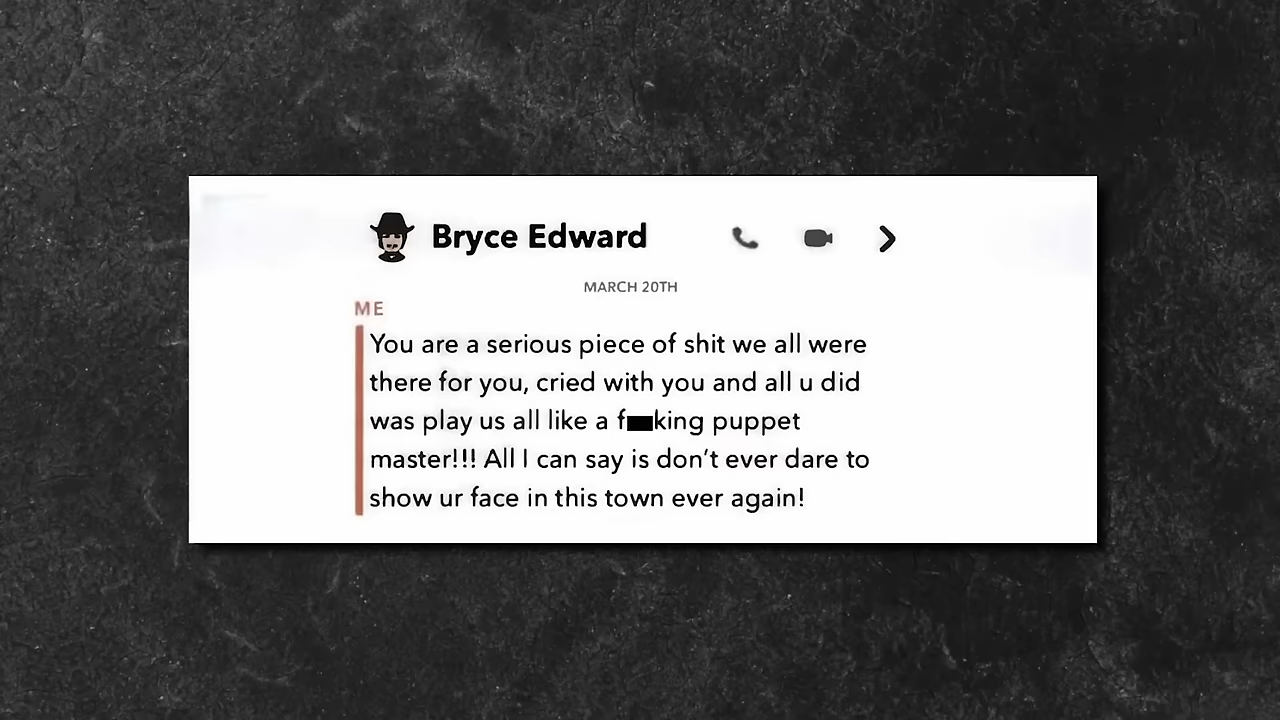 Bryce Edward
MARCH 20TH
ME
You are a serious piece of shit we all were
there for you, cried with you and all u did
was play us all like a f██king puppet
master!!! All I can say is don’t ever dare to
show ur face in this town ever again!